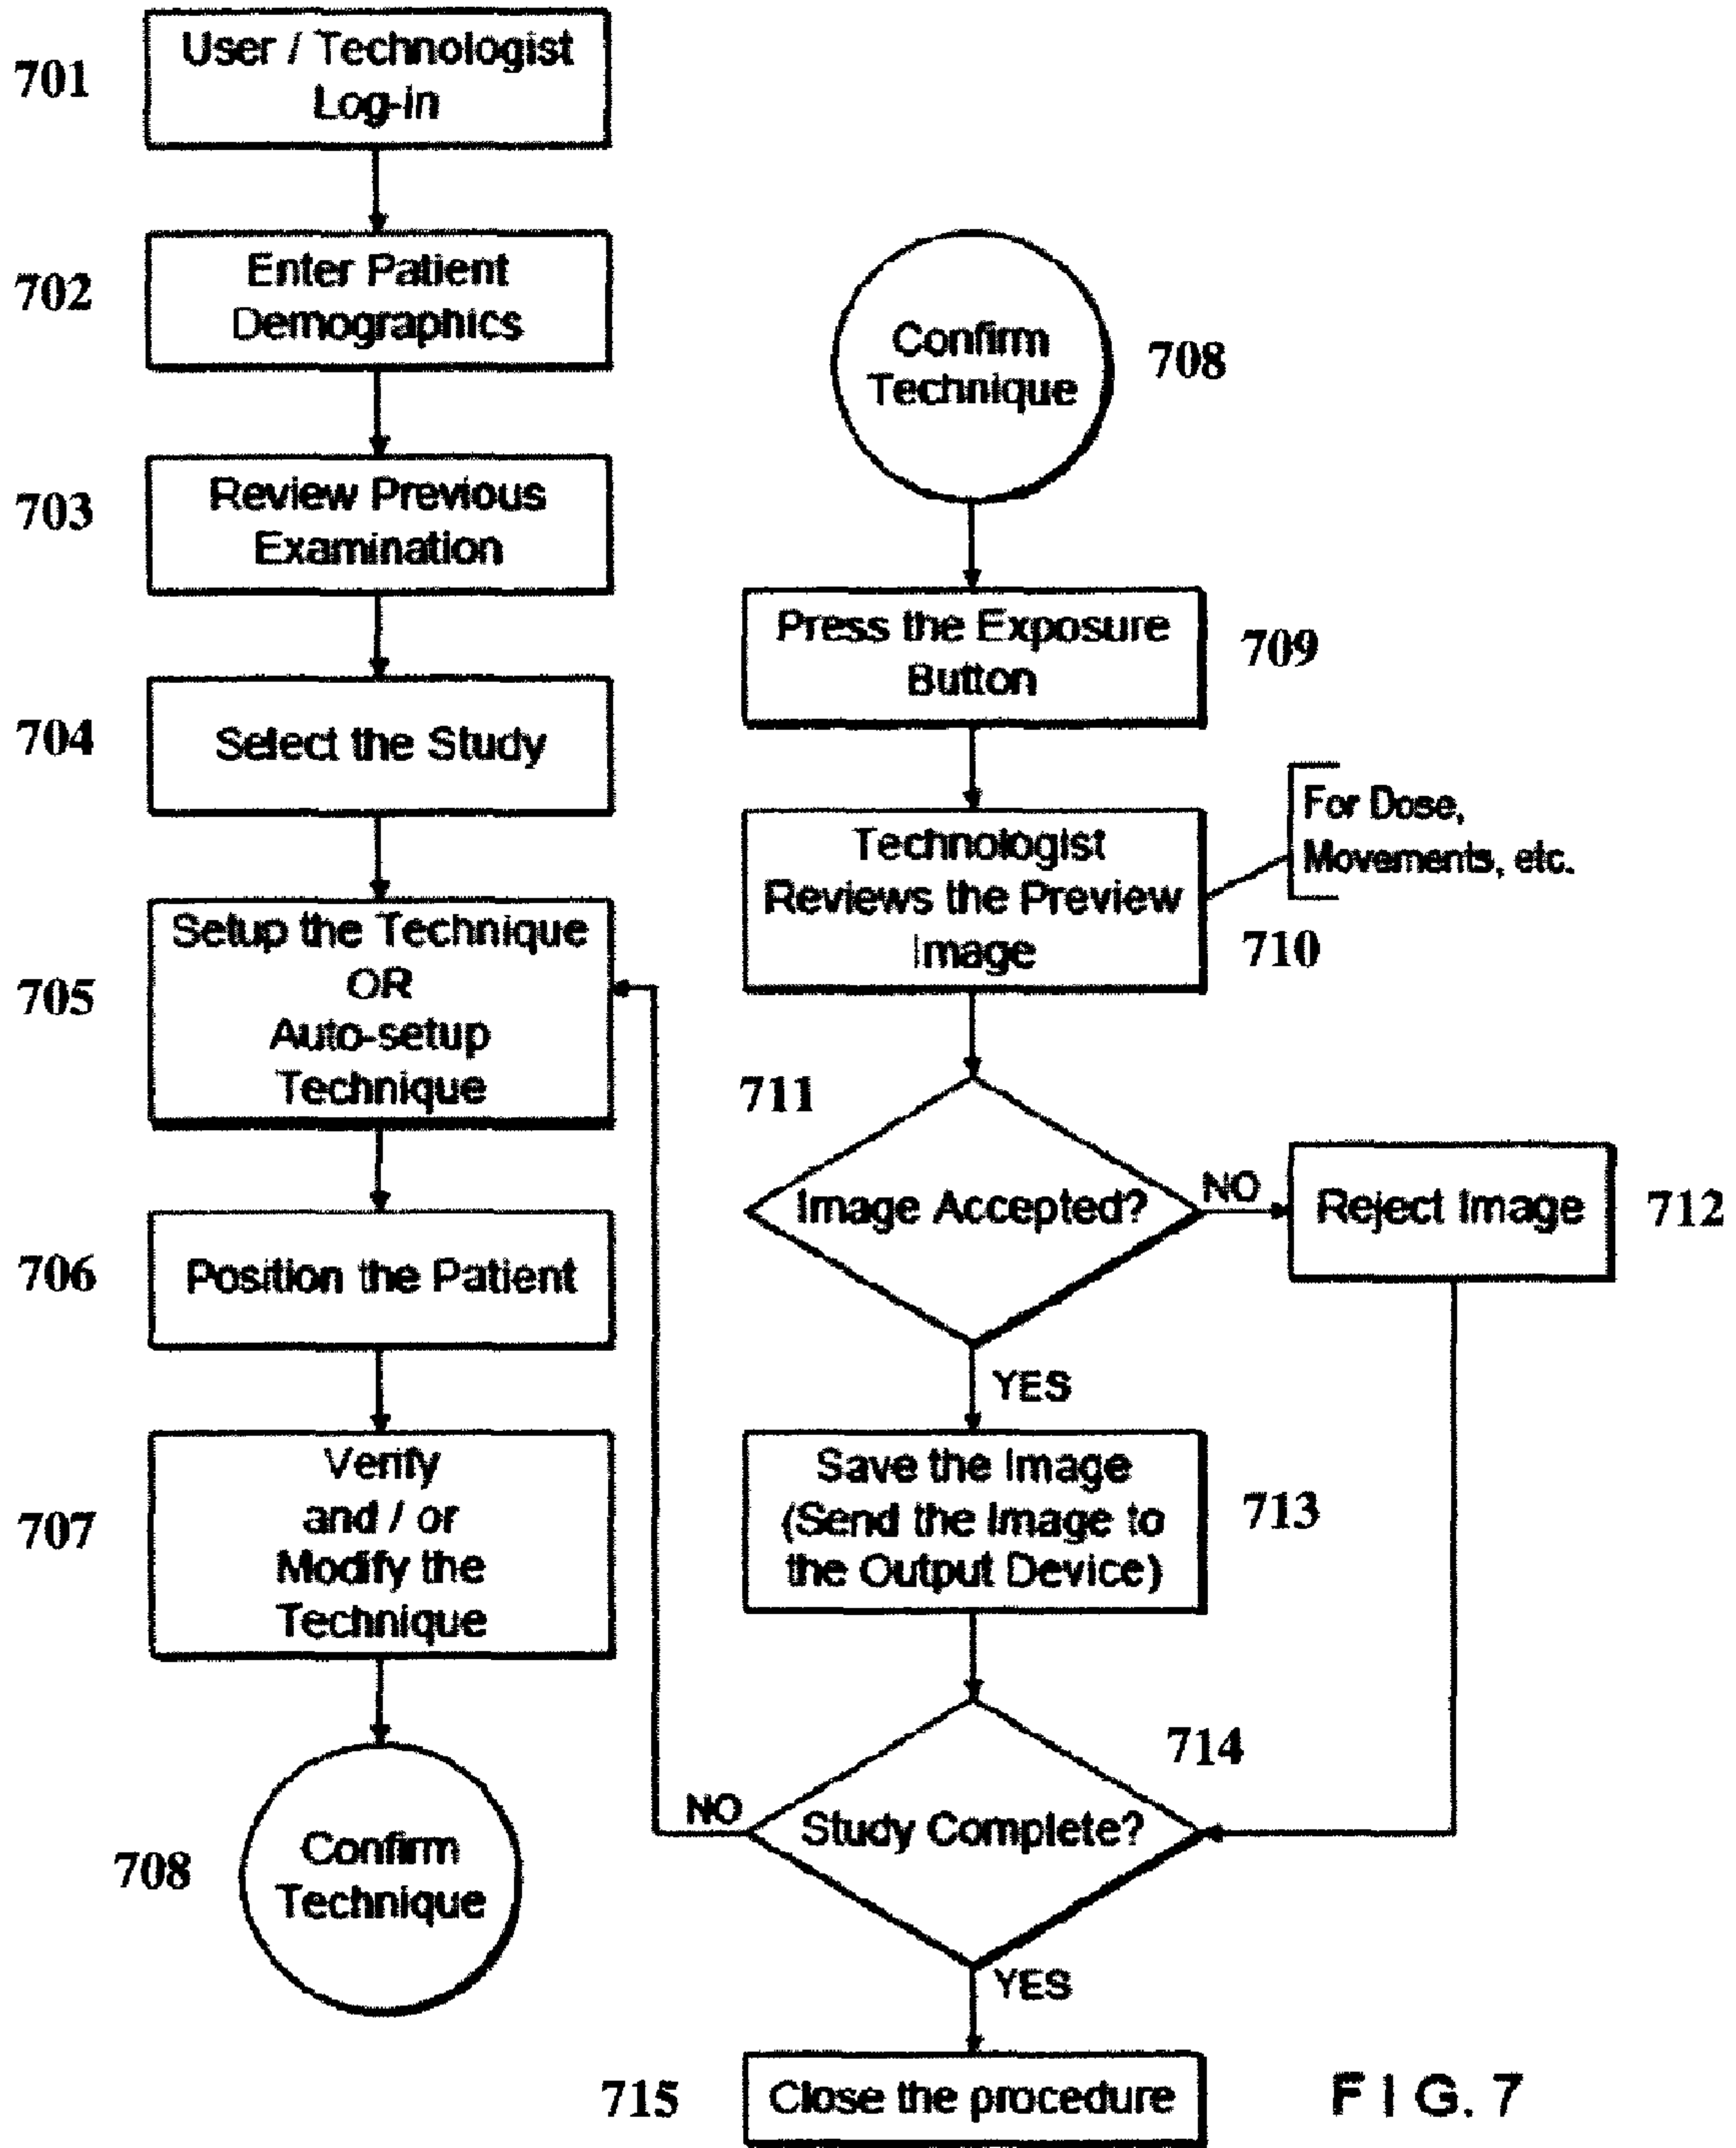 701
User / Technologist
Log-in
702
Enter Patient
Demographics
703
Review Previous
Examination
704
Select the Study
705
Setup the Technique
OR
Auto-setup
Technique
706
Position the Patient
707
Verify
and / or
Modify the
Technique
708
Confirm
Technique
Confirm
Technique
708
Press the Exposure
Button
709
Technologist
Reviews the Preview
Image
710
For Dose,
Movements, etc.
711
Image Accepted?
NO
Reject Image
712
YES
Save the Image
(Send the Image to
the Output Device)
713
714
Study Complete?
NO
YES
715
Close the procedure
FIG. 7